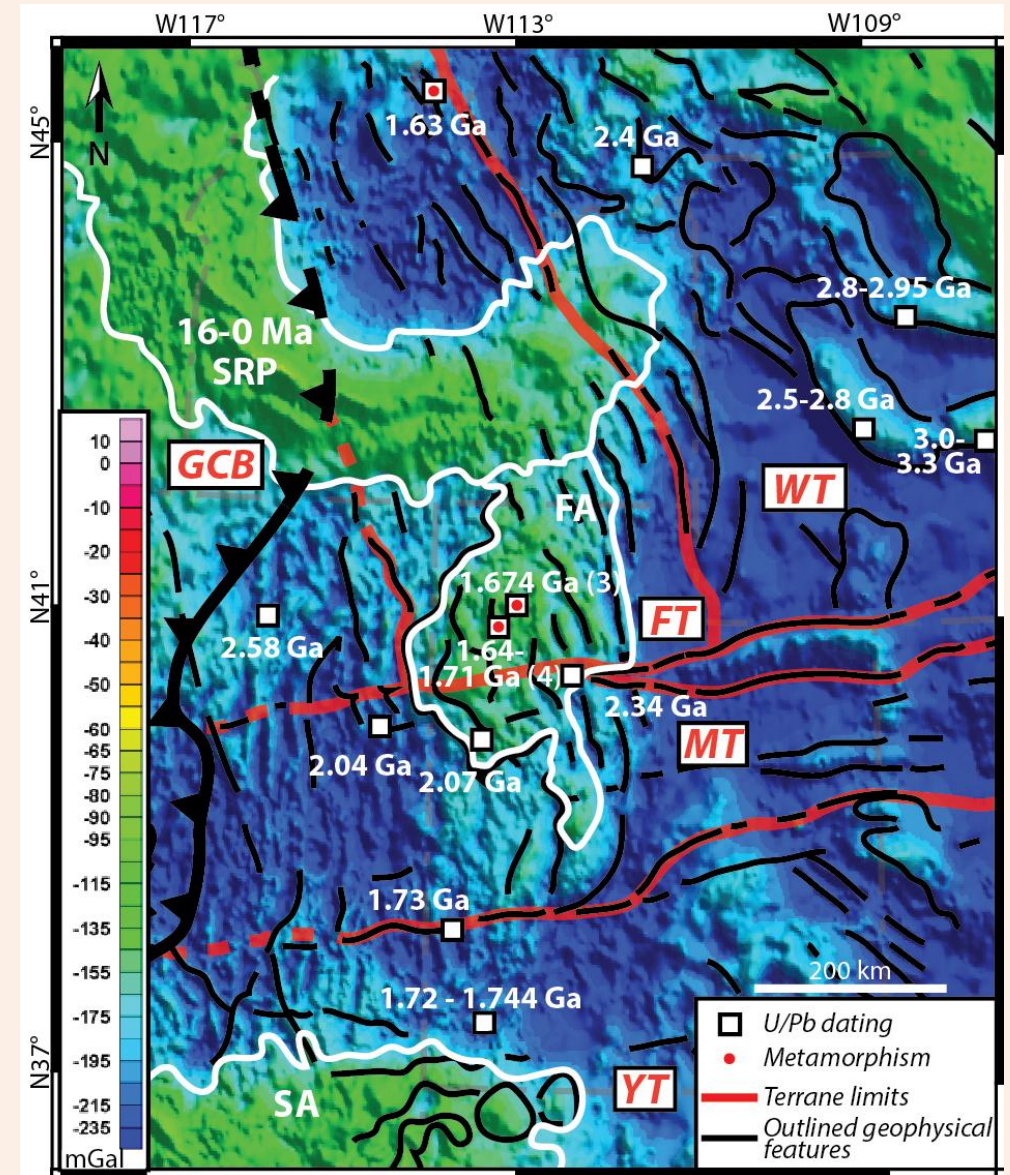 W117°
W113°
W109°
N45°
N41°
N37°
N
1.63 Ga
2.4 Ga
2.8-2.95 Ga
16-0 Ma
SRP
2.5-2.8 Ga
3.0-
3.3 Ga
GCB
WT
FA
1.674 Ga (3)
FT
2.58 Ga
1.64-
1.71 Ga (4)
2.34 Ga
MT
2.04 Ga
2.07 Ga
1.73 Ga
1.72 - 1.744 Ga
200 km
SA
YT
10
0
-10
-20
-30
-40
-50
-60
-65
-75
-80
-90
-95
-115
-135
-155
-175
-195
-215
-235
mGal
U/Pb dating
Metamorphism
Terrane limits
Outlined geophysical
features